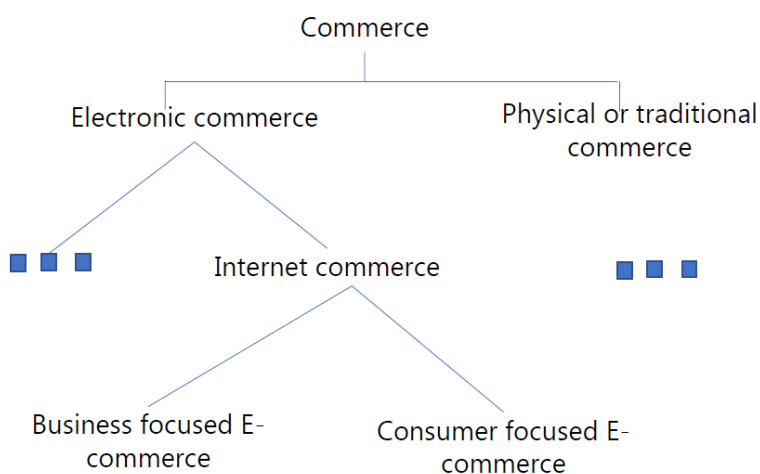 Commerce
Electronic commerce
Physical or traditional
commerce
Internet commerce
Business focused E-
commerce
Consumer focused E-
commerce